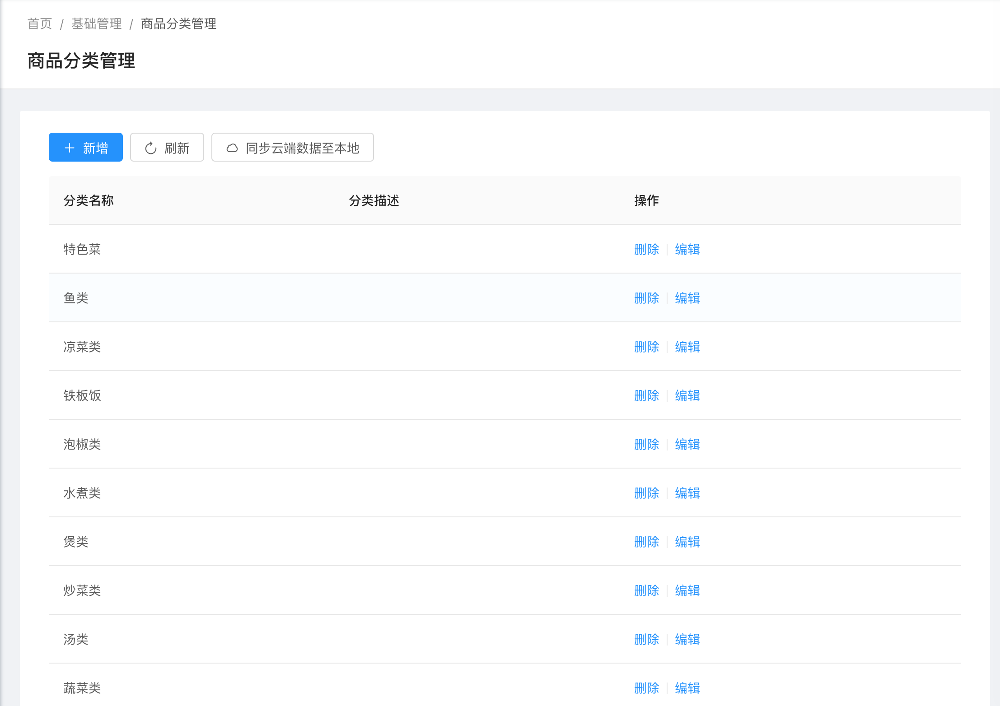 首页 / 基础管理 / 商品分类管理
商品分类管理
新增 刷新 同步云端数据至本地
分类名称 分类描述 操作
特色菜 删除 编辑
鱼类 删除 编辑
凉菜类 删除 编辑
铁板饭 删除 编辑
泡椒类 删除 编辑
水煮类 删除 编辑
煲类 删除 编辑
炒菜类 删除 编辑
汤类 删除 编辑
蔬菜类 删除 编辑